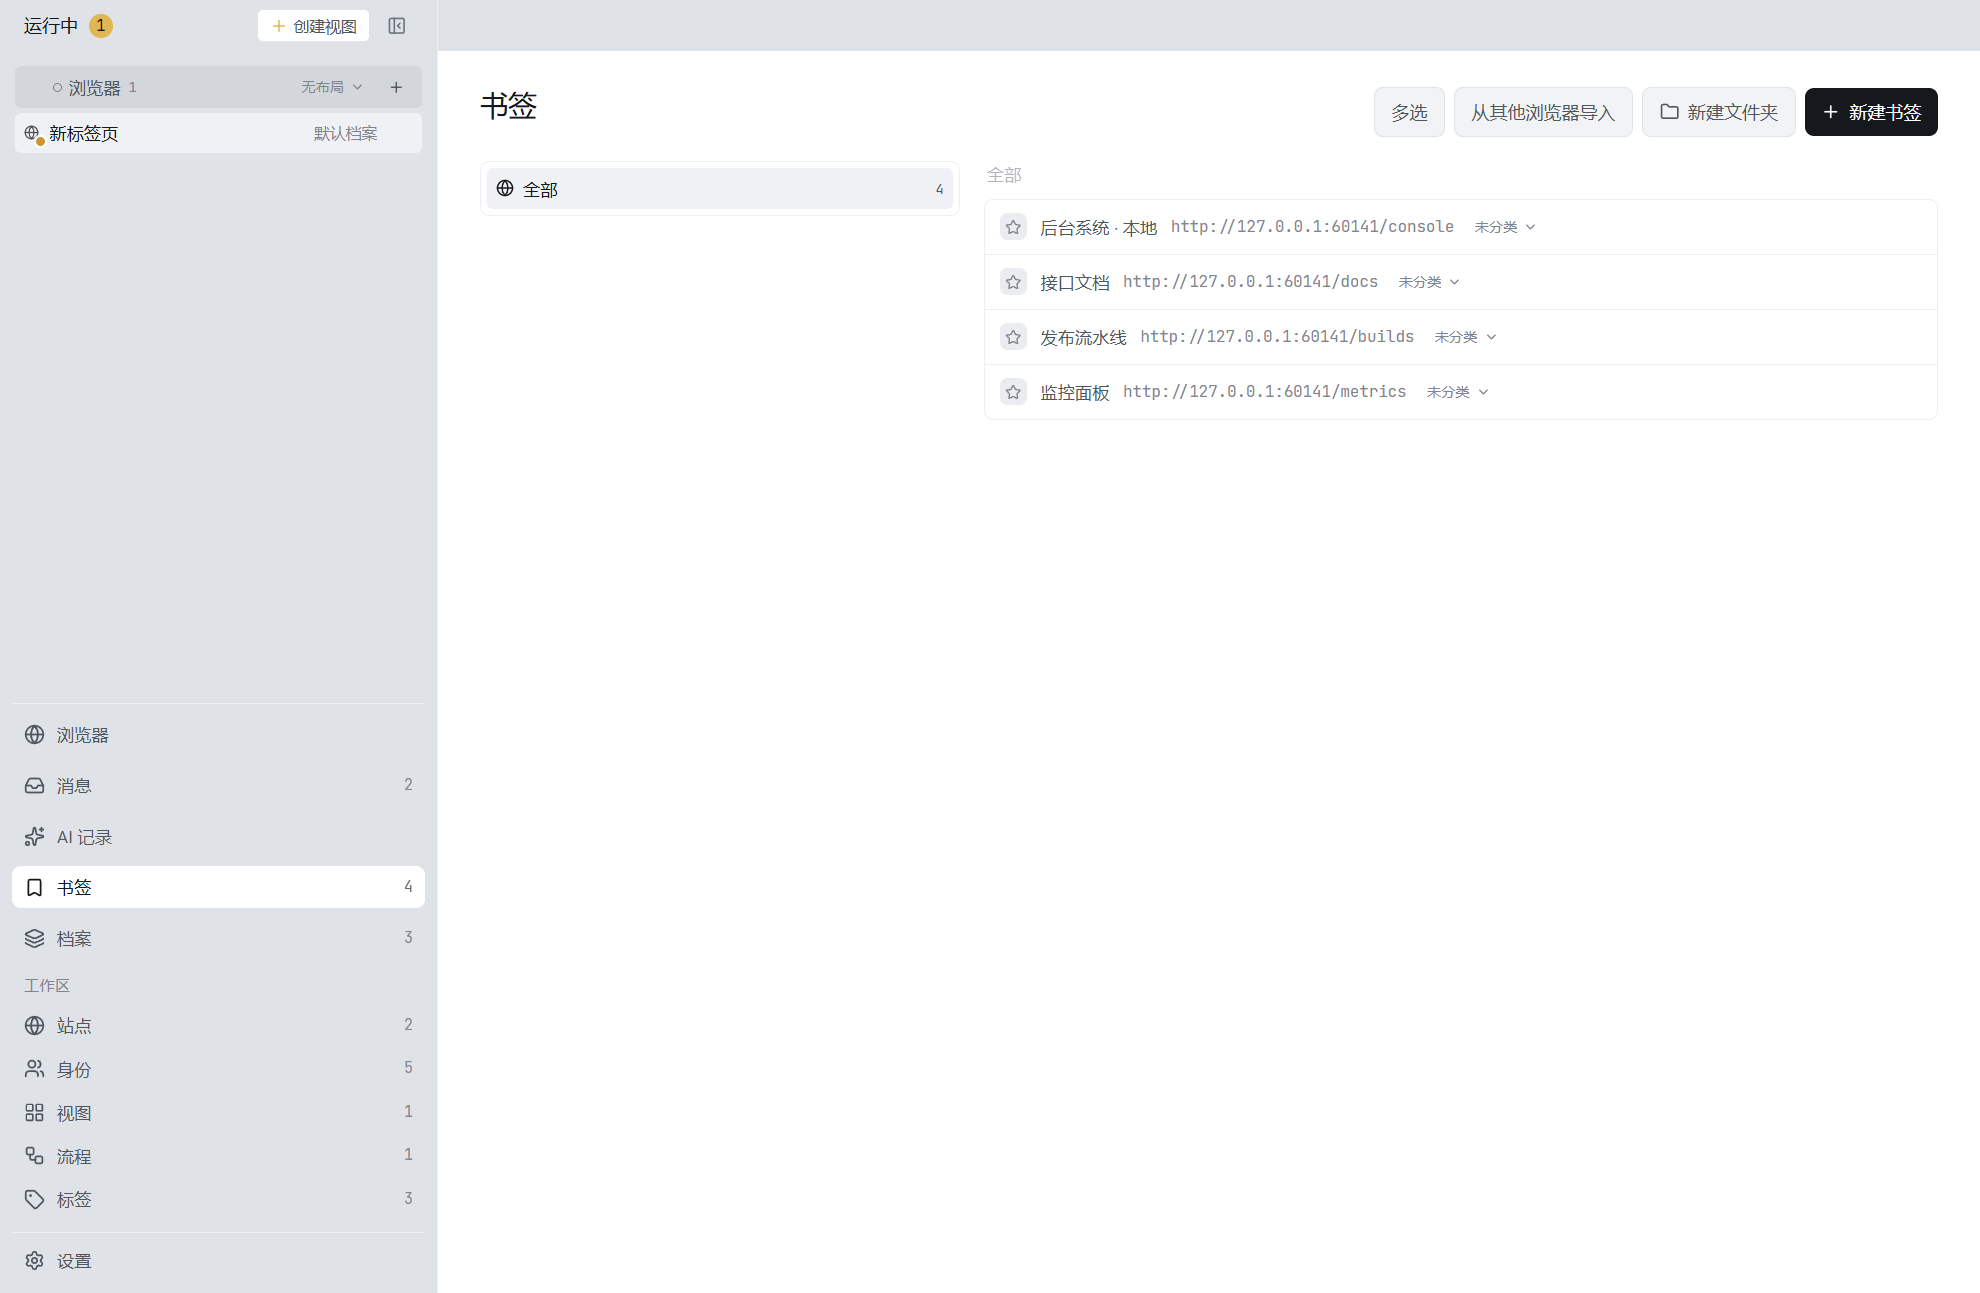 运行中 1 创建视图
浏览器 1 无布局
新标签页 默认档案
浏览器
消息 2
AI 记录
书签 4
档案 3
工作区
站点 2
身份 5
视图 1
流程 1
标签 3
设置
书签
多选 从其他浏览器导入 新建文件夹 新建书签
全部 4
全部
后台系统 · 本地 http://127.0.0.1:60141/console 未分类
接口文档 http://127.0.0.1:60141/docs 未分类
发布流水线 http://127.0.0.1:60141/builds 未分类
监控面板 http://127.0.0.1:60141/metrics 未分类